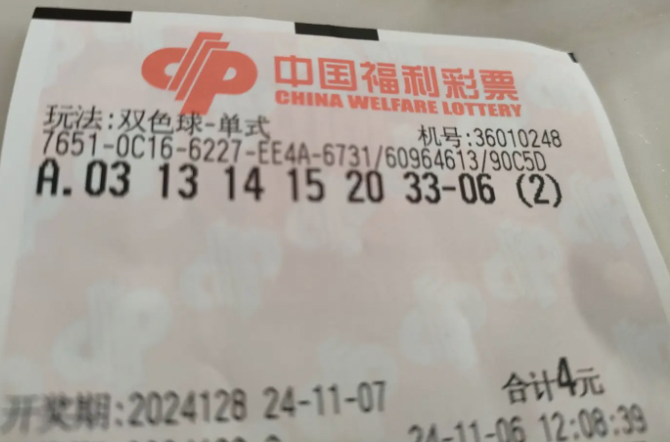 中国福利彩票
CHINA WELFARE LOTTERY
玩法:双色球-单式 机号:36010248
7651-0C16-6227-EE4A-6731/60964613/90C5D
A.03 13 14 15 20 33-06 (2)
合计4元
开奖期:2024128 24-11-07
24-11-06 12:08:39